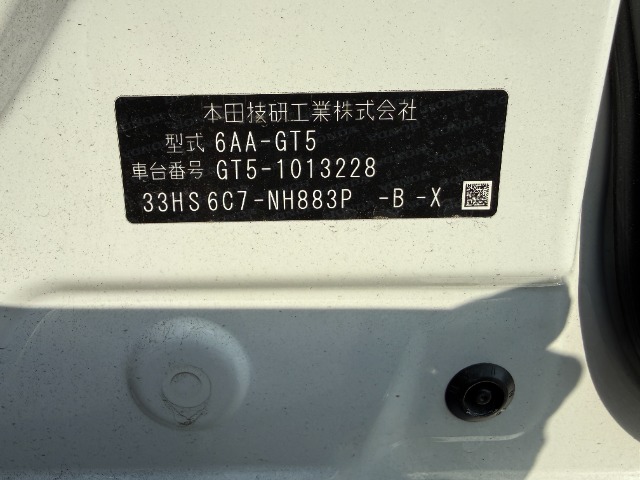 本田技研工業株式会社
型式 6AA-GT5
車台番号 GT5-1013228
33HS6C7-NH883P -B -X